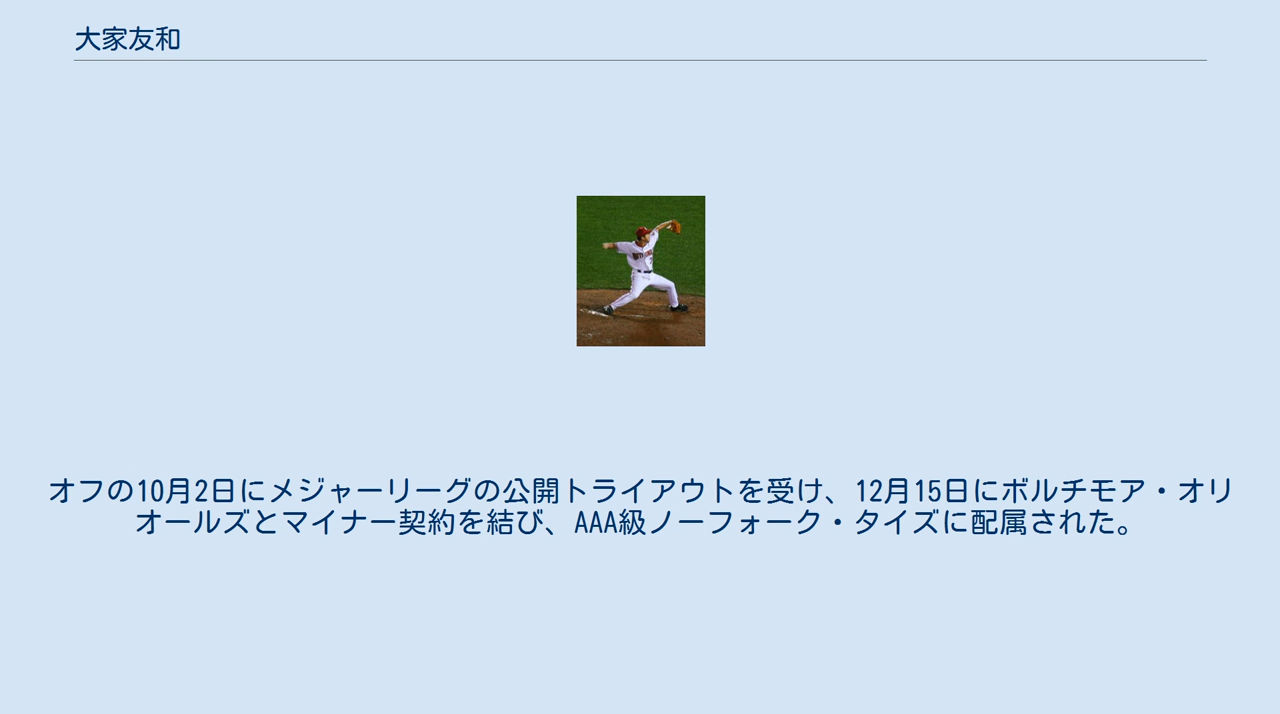 大家友和
オフの10月2日にメジャーリーグの公開トライアウトを受け、12月15日にボルチモア・オリ
オールズとマイナー契約を結び、AAA級ノーフォーク・タイズに配属された。